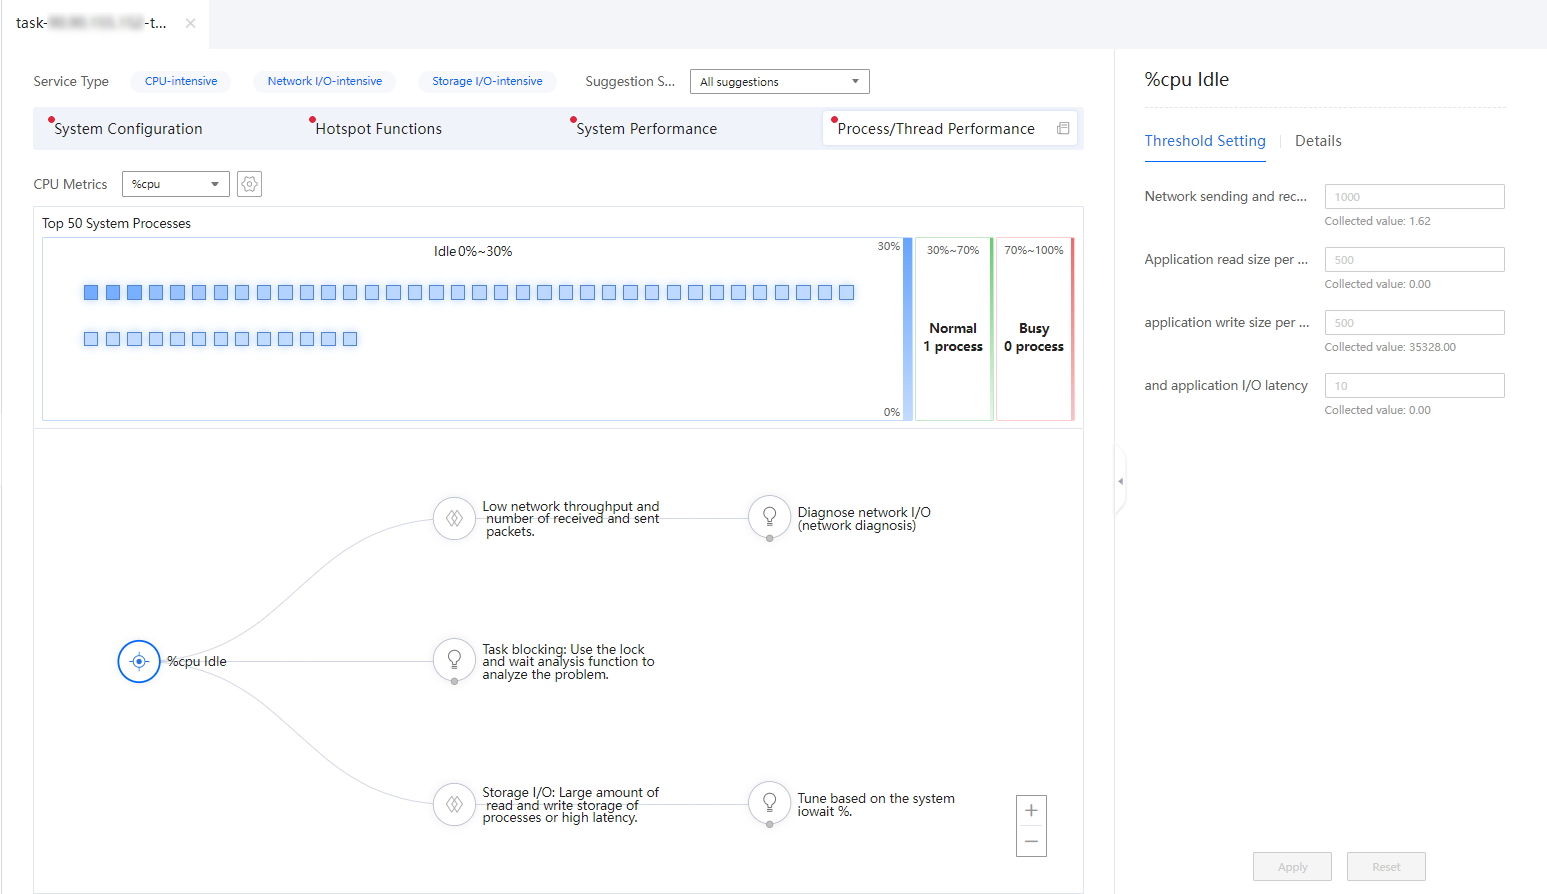 task- -t...
Service Type
CPU-intensive
Network I/O-intensive
Storage I/O-intensive
Suggestion S...
All suggestions
System Configuration
Hotspot Functions
System Performance
Process/Thread Performance
CPU Metrics
%cpu
Top 50 System Processes
Idle0%~30%
30%
0%
30%~70%
Normal
1 process
70%~100%
Busy
0 process
%cpu Idle
Low network throughput and
number of received and sent
packets.
Diagnose network I/O
(network diagnosis)
Task blocking: Use the lock
and wait analysis function to
analyze the problem.
Storage I/O: Large amount of
read and write storage of
processes or high latency.
Tune based on the system
iowait %.
%cpu Idle
Threshold Setting
Details
Network sending and rec...
1000
Collected value: 1.62
Application read size per ...
500
Collected value: 0.00
application write size per ...
500
Collected value: 35328.00
and application I/O latency
10
Collected value: 0.00
Apply
Reset